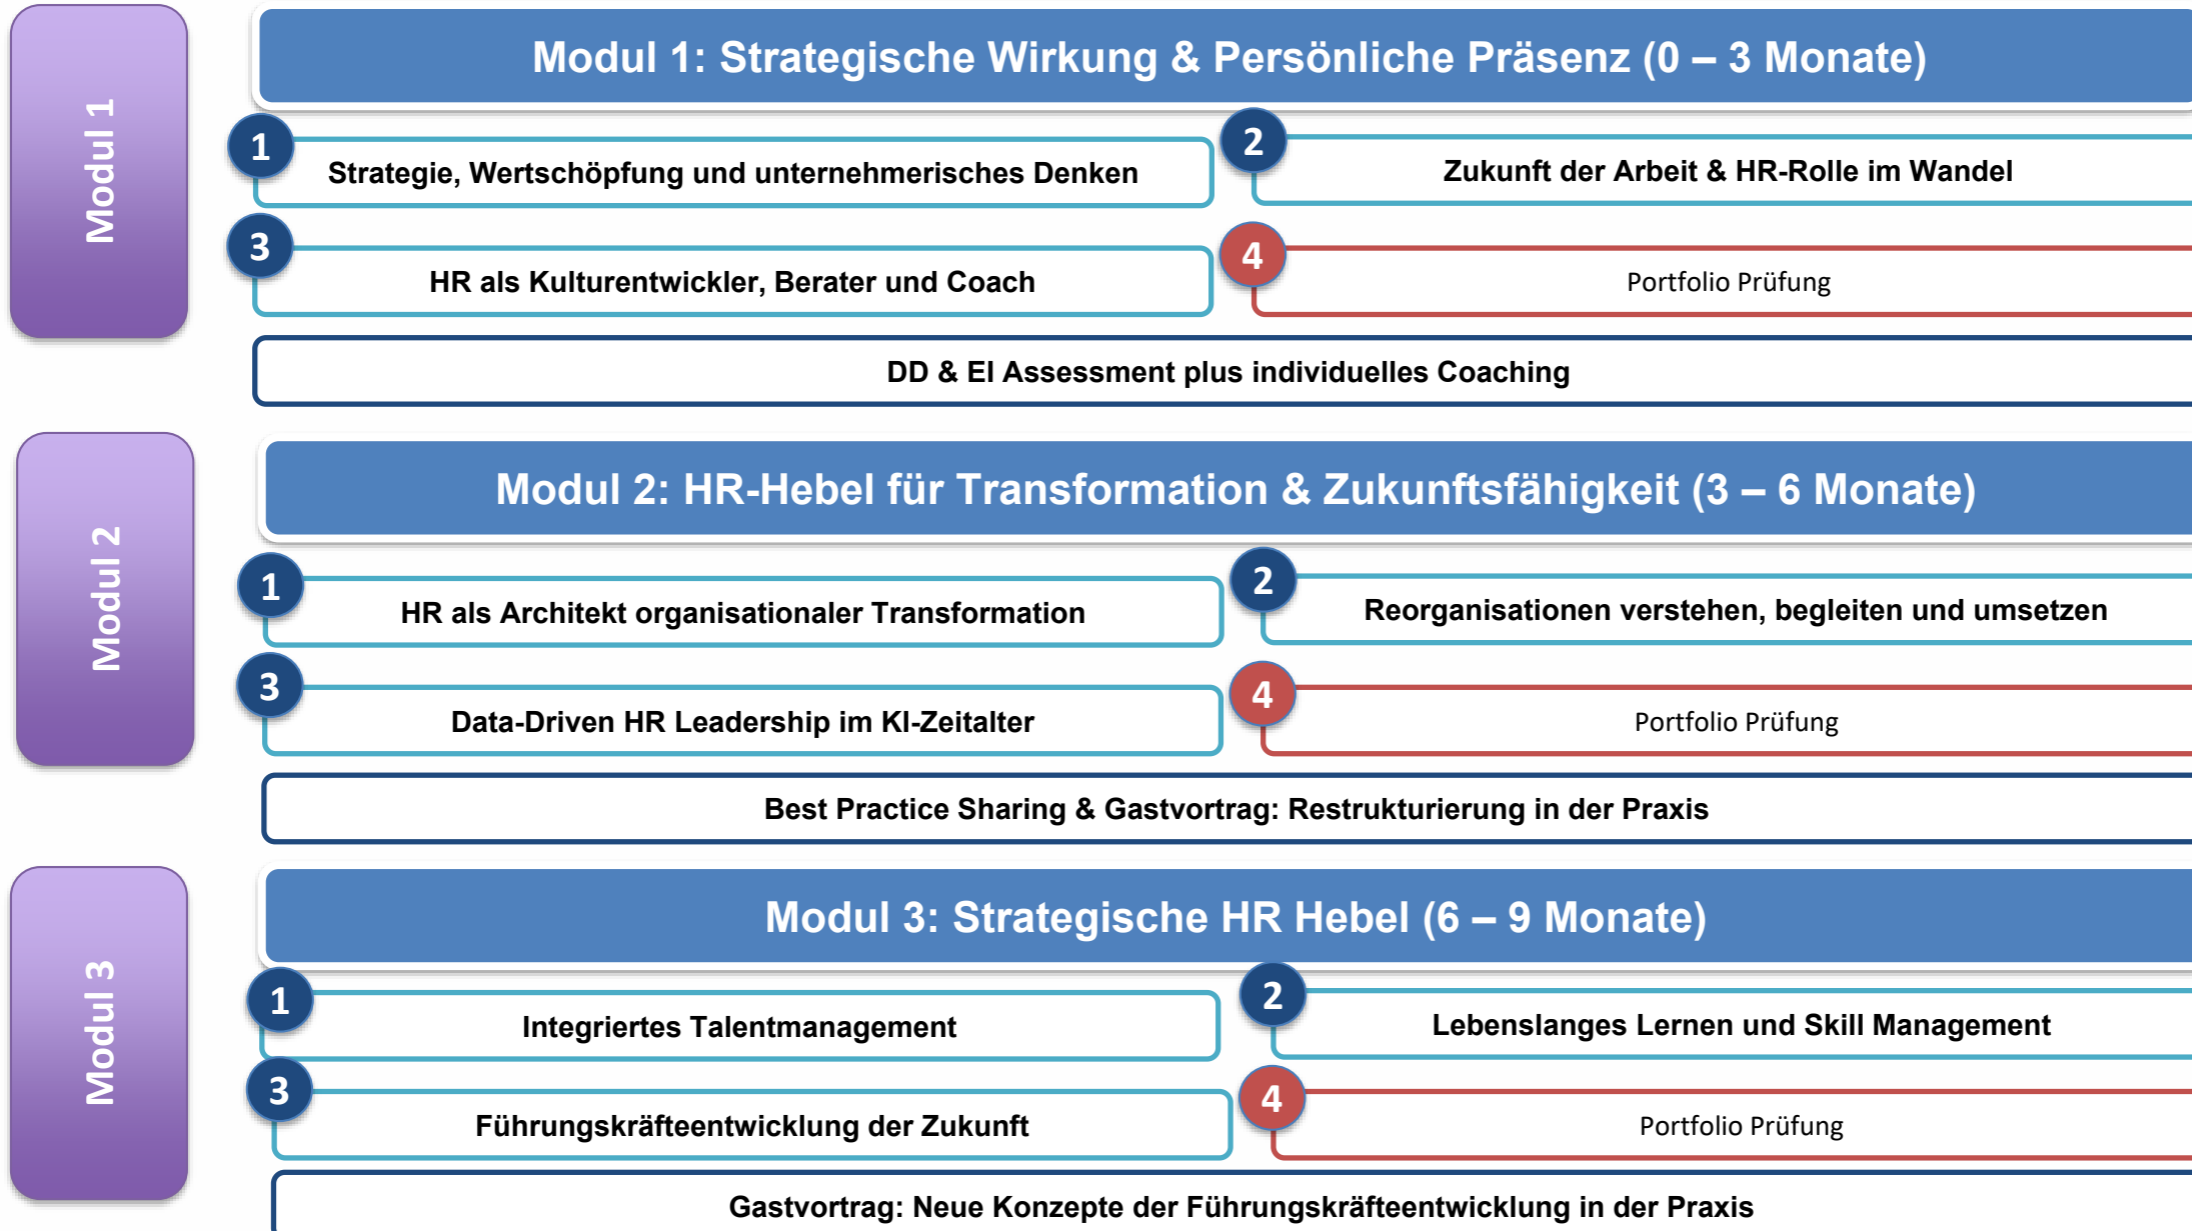 Modul 1
Modul 1: Strategische Wirkung & Persönliche Präsenz (0 – 3 Monate)
1
Strategie, Wertschöpfung und unternehmerisches Denken
2
Zukunft der Arbeit & HR-Rolle im Wandel
3
HR als Kulturentwickler, Berater und Coach
4
Portfolio Prüfung
DD & EI Assessment plus individuelles Coaching
Modul 2
Modul 2: HR-Hebel für Transformation & Zukunftsfähigkeit (3 – 6 Monate)
1
HR als Architekt organisationaler Transformation
2
Reorganisationen verstehen, begleiten und umsetzen
3
Data-Driven HR Leadership im KI-Zeitalter
4
Portfolio Prüfung
Best Practice Sharing & Gastvortrag: Restrukturierung in der Praxis
Modul 3
Modul 3: Strategische HR Hebel (6 – 9 Monate)
1
Integriertes Talentmanagement
2
Lebenslanges Lernen und Skill Management
3
Führungskräfteentwicklung der Zukunft
4
Portfolio Prüfung
Gastvortrag: Neue Konzepte der Führungskräfteentwicklung in der Praxis